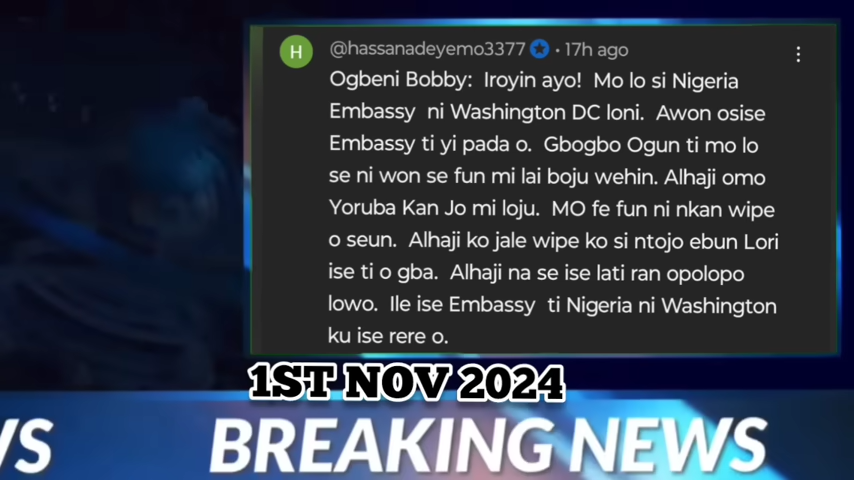 H
@hassanadeyemo3377 • 17h ago
Ogbeni Bobby: Iroyin ayo! Mo lo si Nigeria
Embassy ni Washington DC loni. Awon osise
Embassy ti yi pada o. Gbogbo Ogun ti mo lo
se ni won se fun mi lai boju wehin. Alhaji omo
Yoruba Kan Jo mi loju. MO fe fun ni nkan wipe
o seun. Alhaji ko jale wipe ko si ntojo ebun Lori
ise ti o gba. Alhaji na se ise lati ran opolopo
lowo. Ile ise Embassy ti Nigeria ni Washington
ku ise rere o.
1ST NOV 2024
WS BREAKING NEWS